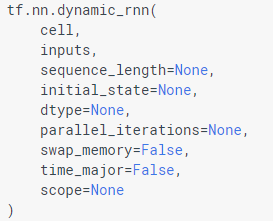 tf.nn.dynamic_rnn(
    cell,
    inputs,
    sequence_length=None,
    initial_state=None,
    dtype=None,
    parallel_iterations=None,
    swap_memory=False,
    time_major=False,
    scope=None
)